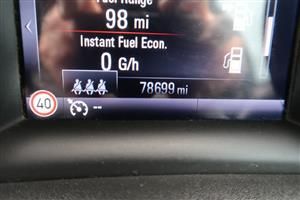 Fuel Range
98 mi
Instant Fuel Econ.
0 G/h
78699 mi
40 --